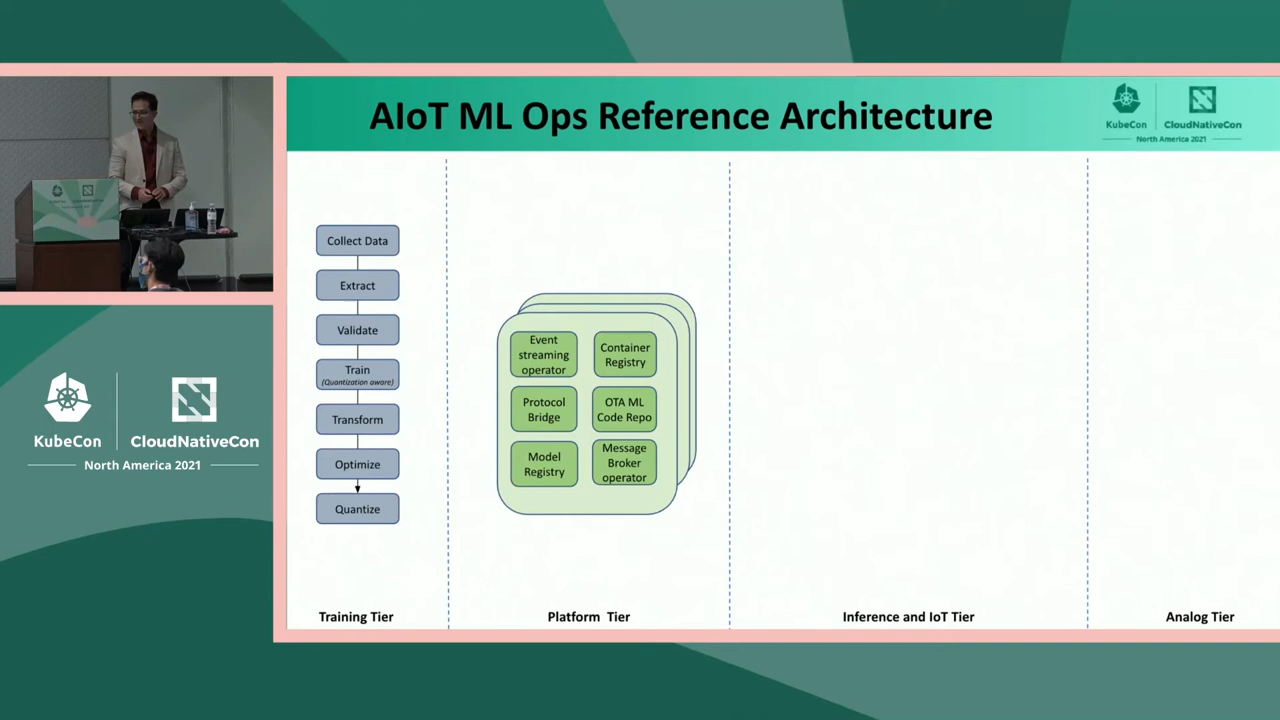 AIoT ML Ops Reference Architecture
KubeCon
CloudNativeCon
North America 2021
Collect Data
Extract
Validate
Train
(Quantization aware)
Transform
Optimize
Quantize
Event
streaming
operator
Container
Registry
Protocol
Bridge
OTA ML
Code Repo
Model
Registry
Message
Broker
operator
Training Tier
Platform Tier
Inference and IoT Tier
Analog Tier
KubeCon
CloudNativeCon
North America 2021